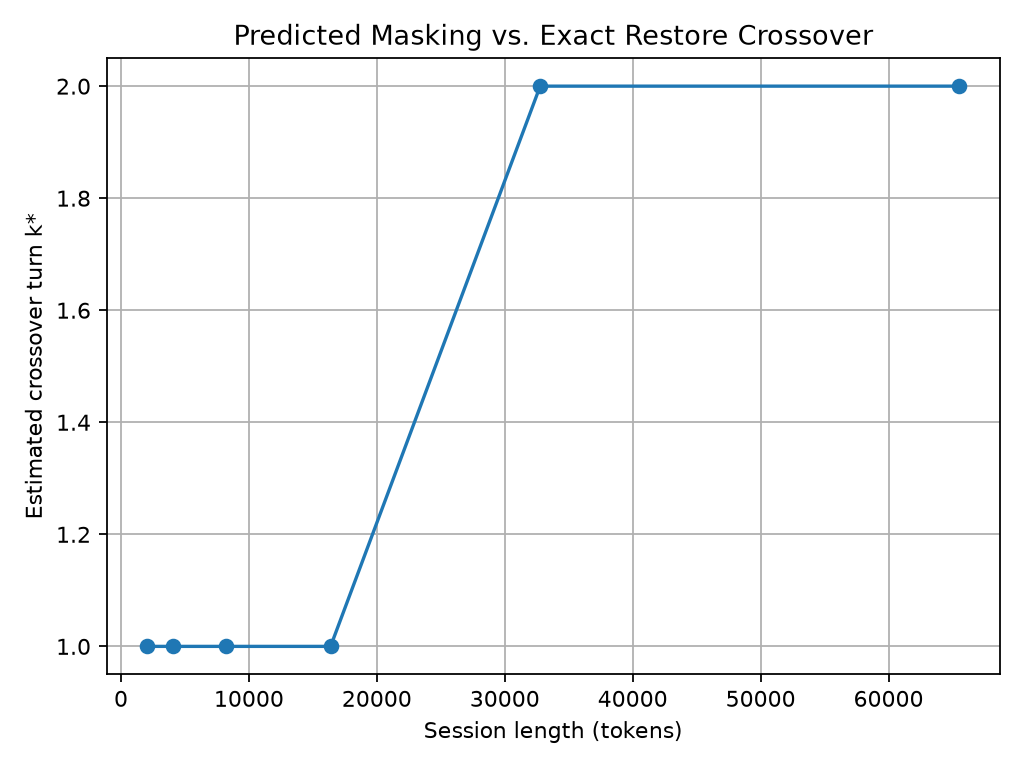 Predicted Masking vs. Exact Restore Crossover
Estimated crossover turn k*
2.0
1.8
1.6
1.4
1.2
1.0
0 10000 20000 30000 40000 50000 60000
Session length (tokens)